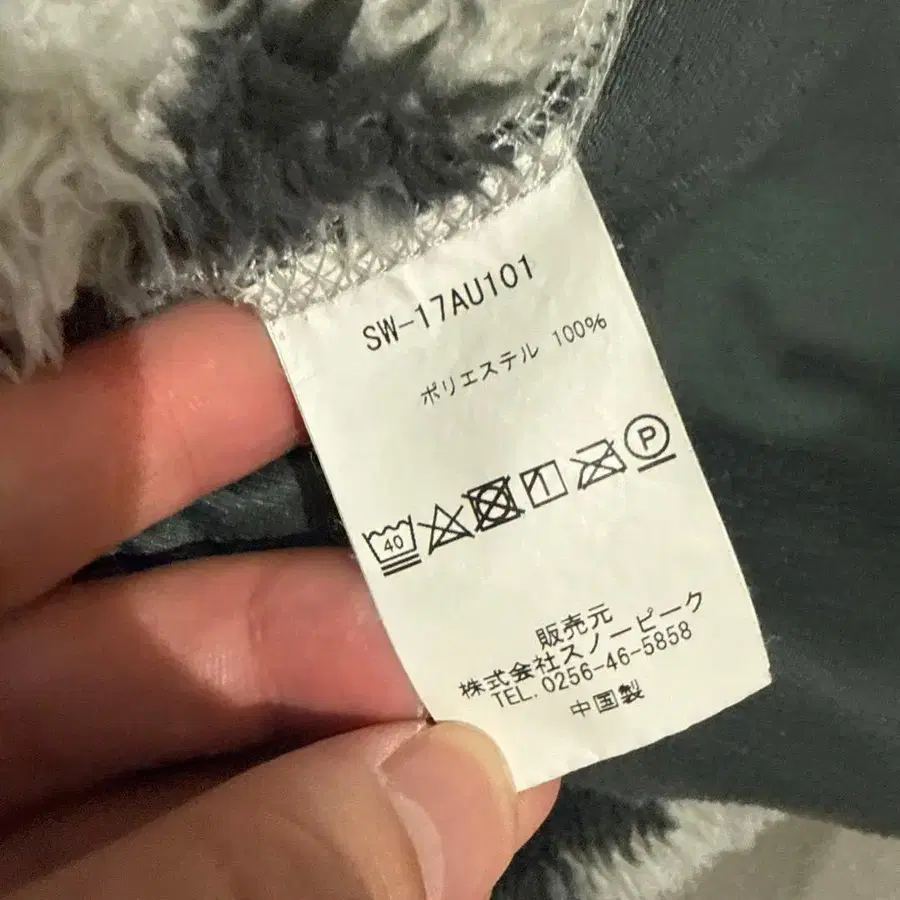 SW-17AU101
ポリエステル 100%
40
P
販売元
株式会社スノーピーク
TEL. 0256-46-5858
中国製